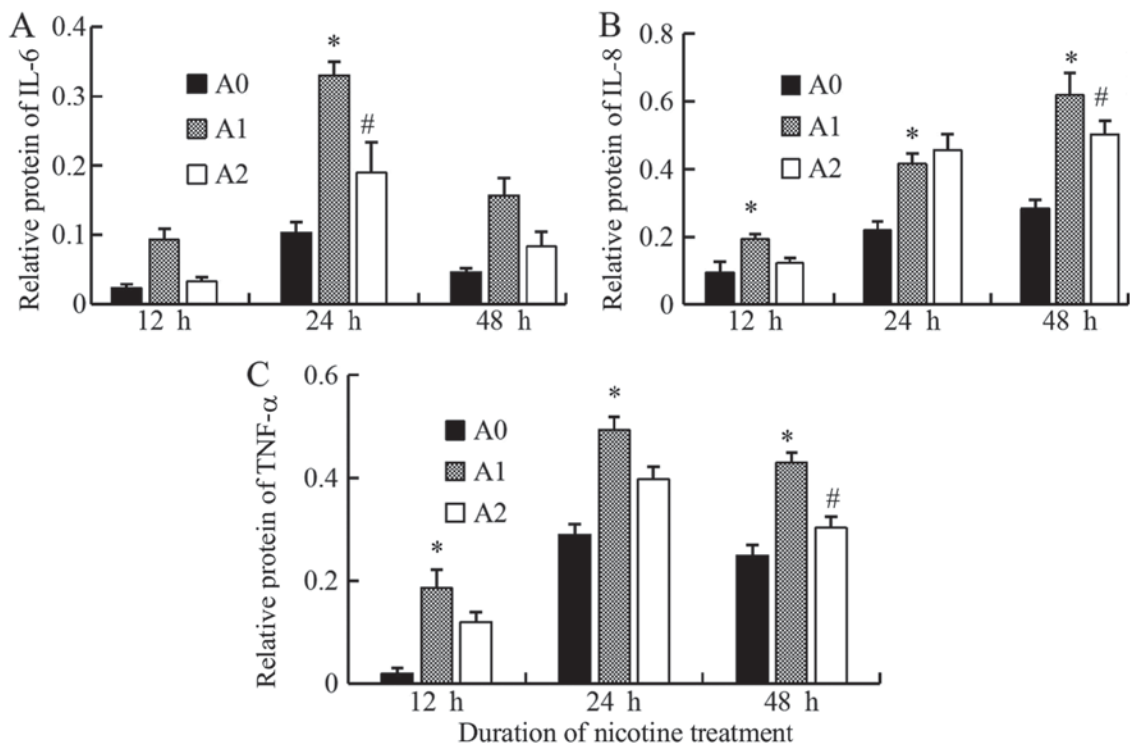 A
Relative protein of IL-6
0.4
0.3
0.2
0.1
0
A0
A1
A2
*
#
12 h
24 h
48 h
B
Relative protein of IL-8
0.8
0.6
0.4
0.2
0
A0
A1
A2
*
*
*
#
12 h
24 h
48 h
C
Relative protein of TNF-α
0.6
0.4
0.2
0
A0
A1
A2
*
*
*
#
12 h
24 h
48 h
Duration of nicotine treatment